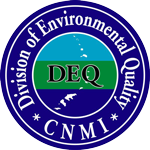 Division of Environmental Quality
DEQ
* CNMI *